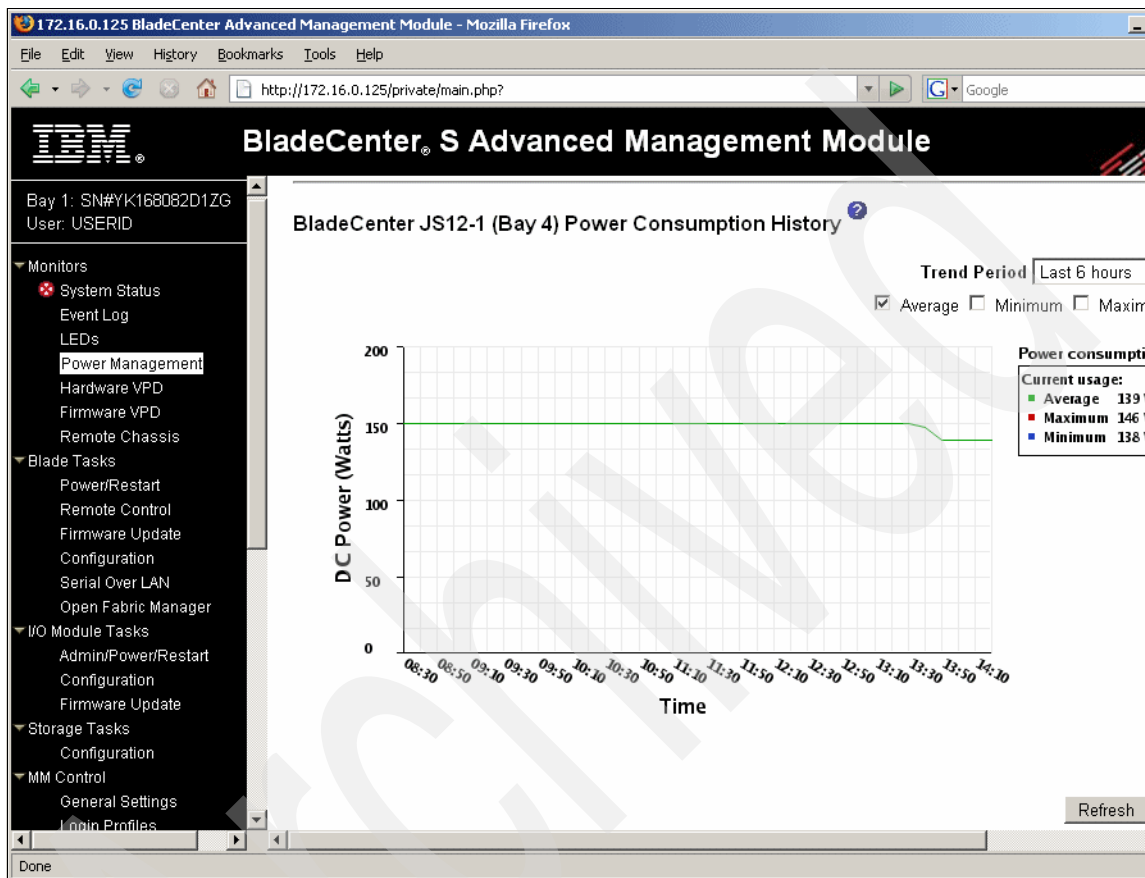 172.16.0.125 BladeCenter Advanced Management Module - Mozilla Firefox
File Edit View History Bookmarks Tools Help
http://172.16.0.125/private/main.php?
G Google
IBM®
BladeCenter® S Advanced Management Module
Bay 1: SN#YK168082D1ZG
User: USERID
Monitors
System Status
Event Log
LEDs
Power Management
Hardware VPD
Firmware VPD
Remote Chassis
Blade Tasks
Power/Restart
Remote Control
Firmware Update
Configuration
Serial Over LAN
Open Fabric Manager
I/O Module Tasks
Admin/Power/Restart
Configuration
Firmware Update
Storage Tasks
Configuration
MM Control
General Settings
Login Profiles
BladeCenter JS12-1 (Bay 4) Power Consumption History ?
Trend Period Last 6 hours
Average Minimum Maxim
200
150
100
50
0
DC Power (Watts)
08:30 08:50 09:10 09:30 09:50 10:10 10:30 10:50 11:10 11:30 11:50 12:10 12:30 12:50 13:10 13:30 13:50 14:10
Time
Power consumpti
Current usage:
Average 139
Maximum 146
Minimum 138
Refresh
Done